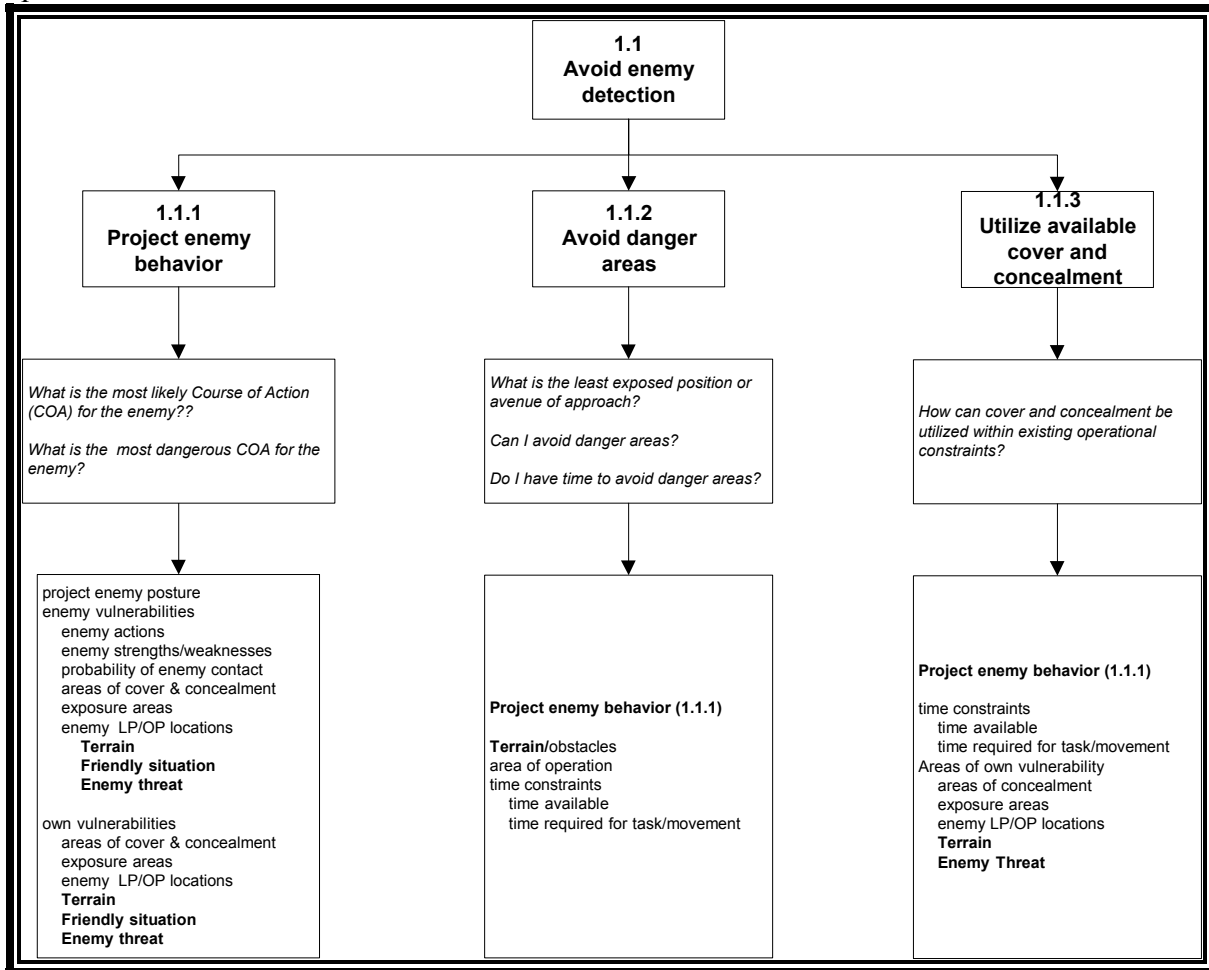 1.1
Avoid enemy
detection
1.1.1
Project enemy
behavior
1.1.2
Avoid danger
areas
1.1.3
Utilize available
cover and
concealment
What is the most likely Course of Action
(COA) for the enemy??
What is the  most dangerous COA for the
enemy?
What is the least exposed position or
avenue of approach?
Can I avoid danger areas?
Do I have time to avoid danger areas?
How can cover and concealment be
utilized within existing operational
constraints?
project enemy posture
enemy vulnerabilities
enemy actions
enemy strengths/weaknesses
probability of enemy contact
areas of cover & concealment
exposure areas
enemy  LP/OP locations
Terrain
Friendly situation
Enemy threat
own vulnerabilities
areas of cover & concealment
exposure areas
enemy  LP/OP locations
Terrain
Friendly situation
Enemy threat
Project enemy behavior (1.1.1)
Terrain/obstacles
area of operation
time constraints
time available
time required for task/movement
Project enemy behavior (1.1.1)
time constraints
time available
time required for task/movement
Areas of own vulnerability
areas of concealment
exposure areas
enemy LP/OP locations
Terrain
Enemy Threat